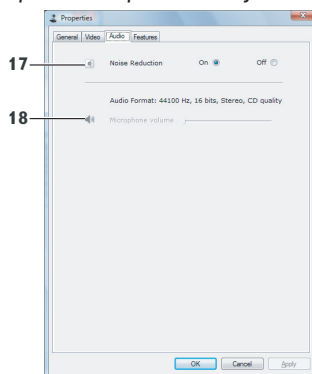 Properties
General Video Audio Features
17 Noise Reduction On Off
Audio Format: 44100 Hz, 16 bits, Stereo, CD quality
18 Microphone volume
OK Cancel Apply